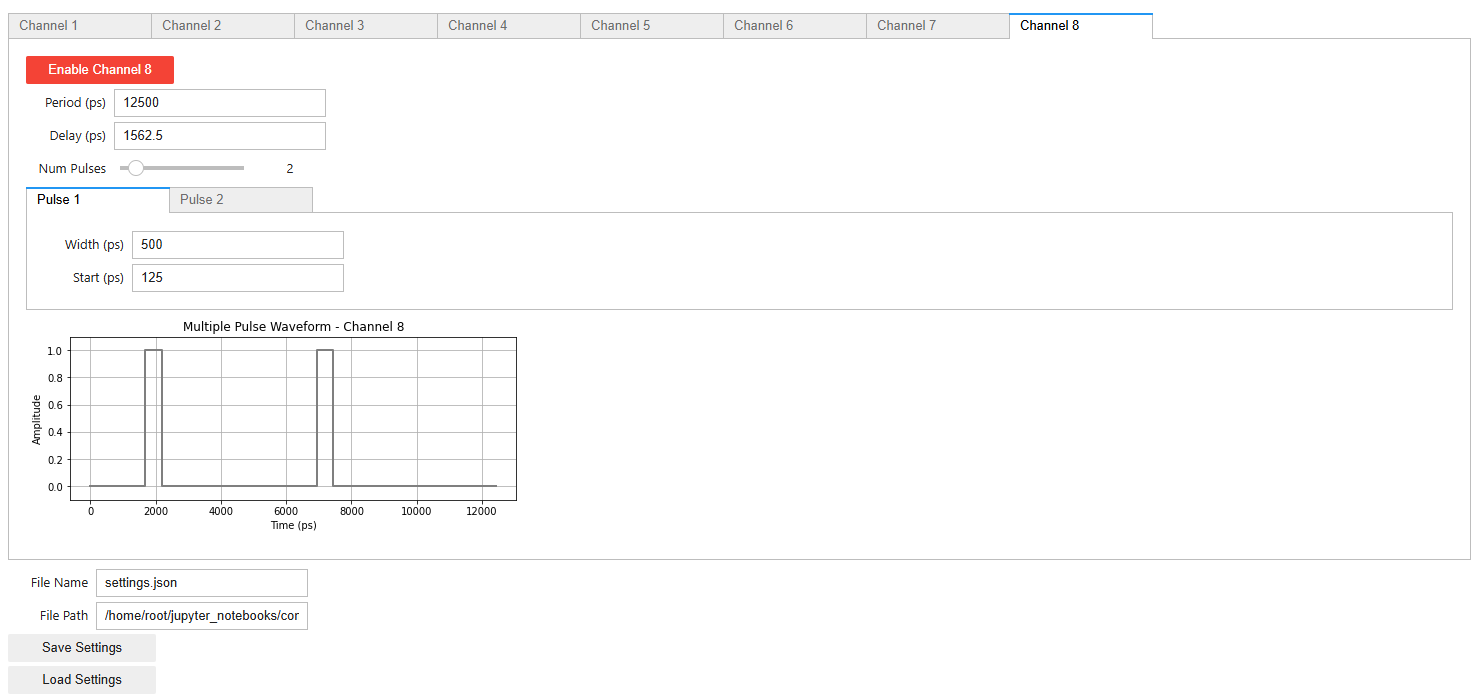 Channel 1 Channel 2 Channel 3 Channel 4 Channel 5 Channel 6 Channel 7 Channel 8
Enable Channel 8
Period (ps) 12500
Delay (ps) 1562.5
Num Pulses 2
Pulse 1 Pulse 2
Width (ps) 500
Start (ps) 125
Multiple Pulse Waveform - Channel 8
1.0
0.8
0.6
0.4
0.2
0.0
Amplitude
0 2000 4000 6000 8000 10000 12000
Time (ps)
File Name settings.json
File Path /home/root/jupyter_notebooks/cor
Save Settings
Load Settings